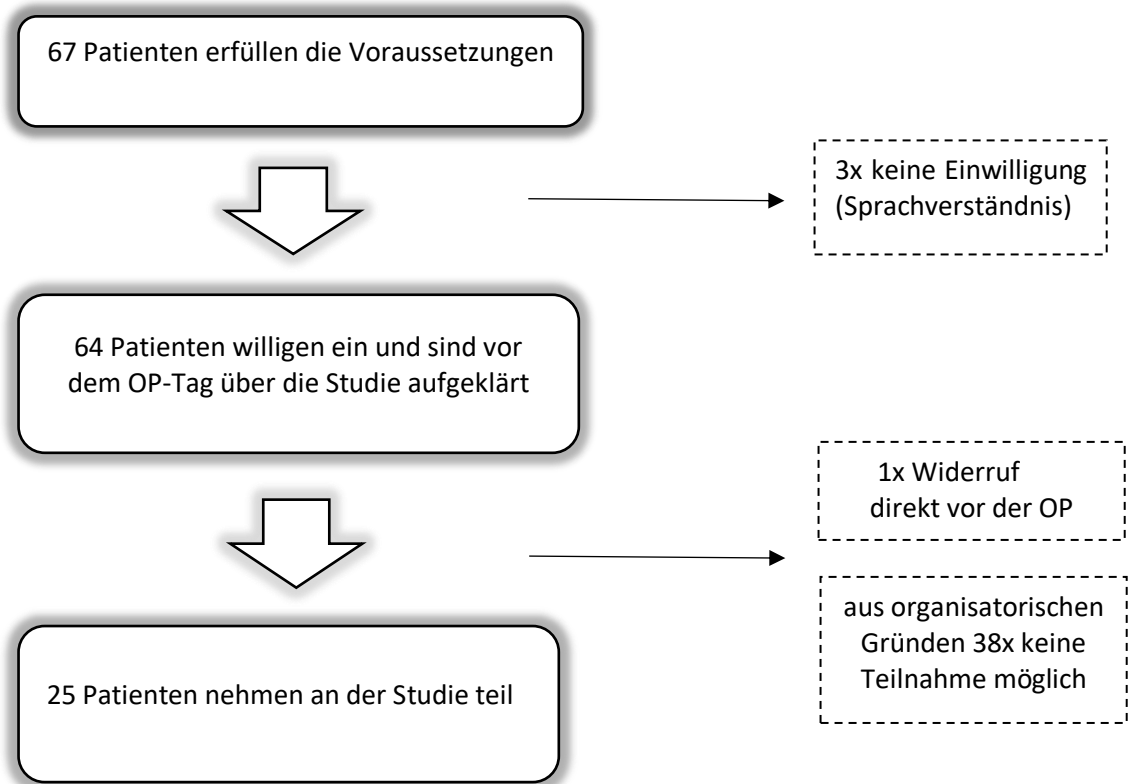 67 Patienten erfüllen die Voraussetzungen
3x keine Einwilligung
(Sprachverständnis)
64 Patienten willigen ein und sind vor
dem OP-Tag über die Studie aufgeklärt
1x Widerruf
direkt vor der OP
aus organisatorischen
Gründen 38x keine
Teilnahme möglich
25 Patienten nehmen an der Studie teil